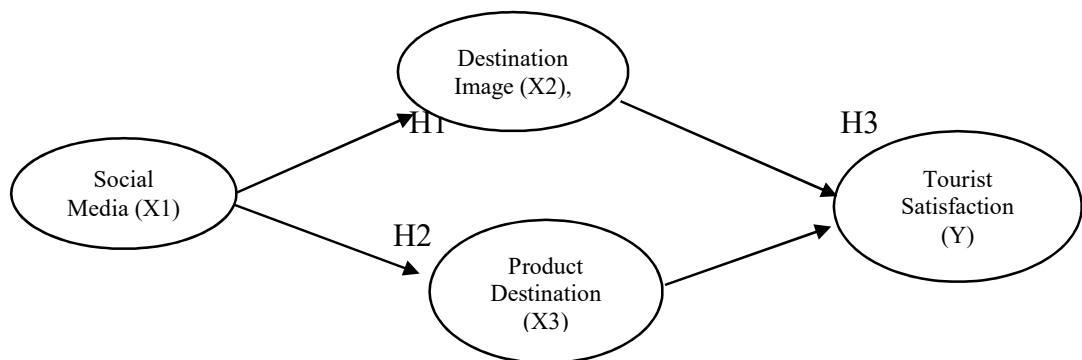 Destination
Image (X2),
H1
H3
Social
Media (X1)
Tourist
Satisfaction
(Y)
H2
Product
Destination
(X3)